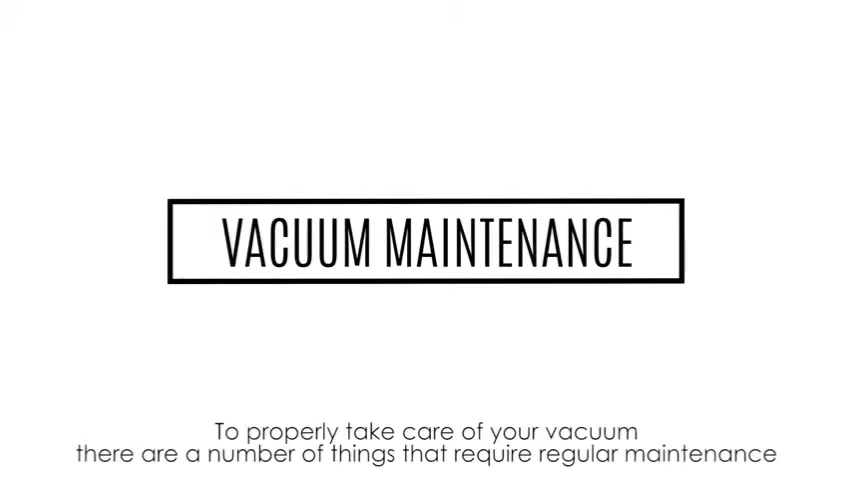 VACUUM MAINTENANCE
To properly take care of your vacuum
there are a number of things that require regular maintenance